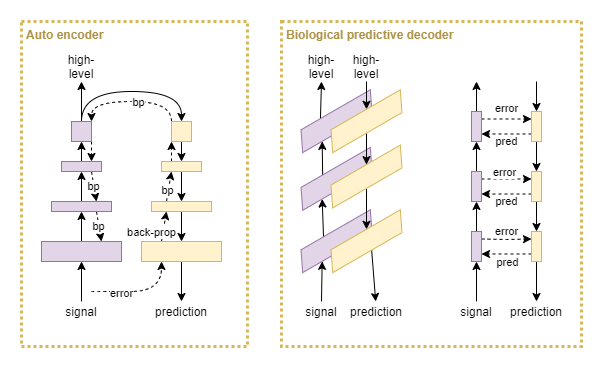 Auto encoder
high-
level
bp
bp
bp
bp
back-prop
error
signal
prediction
Biological predictive decoder
high-
level
high-
level
signal
prediction
error
pred
error
pred
error
pred
signal
prediction